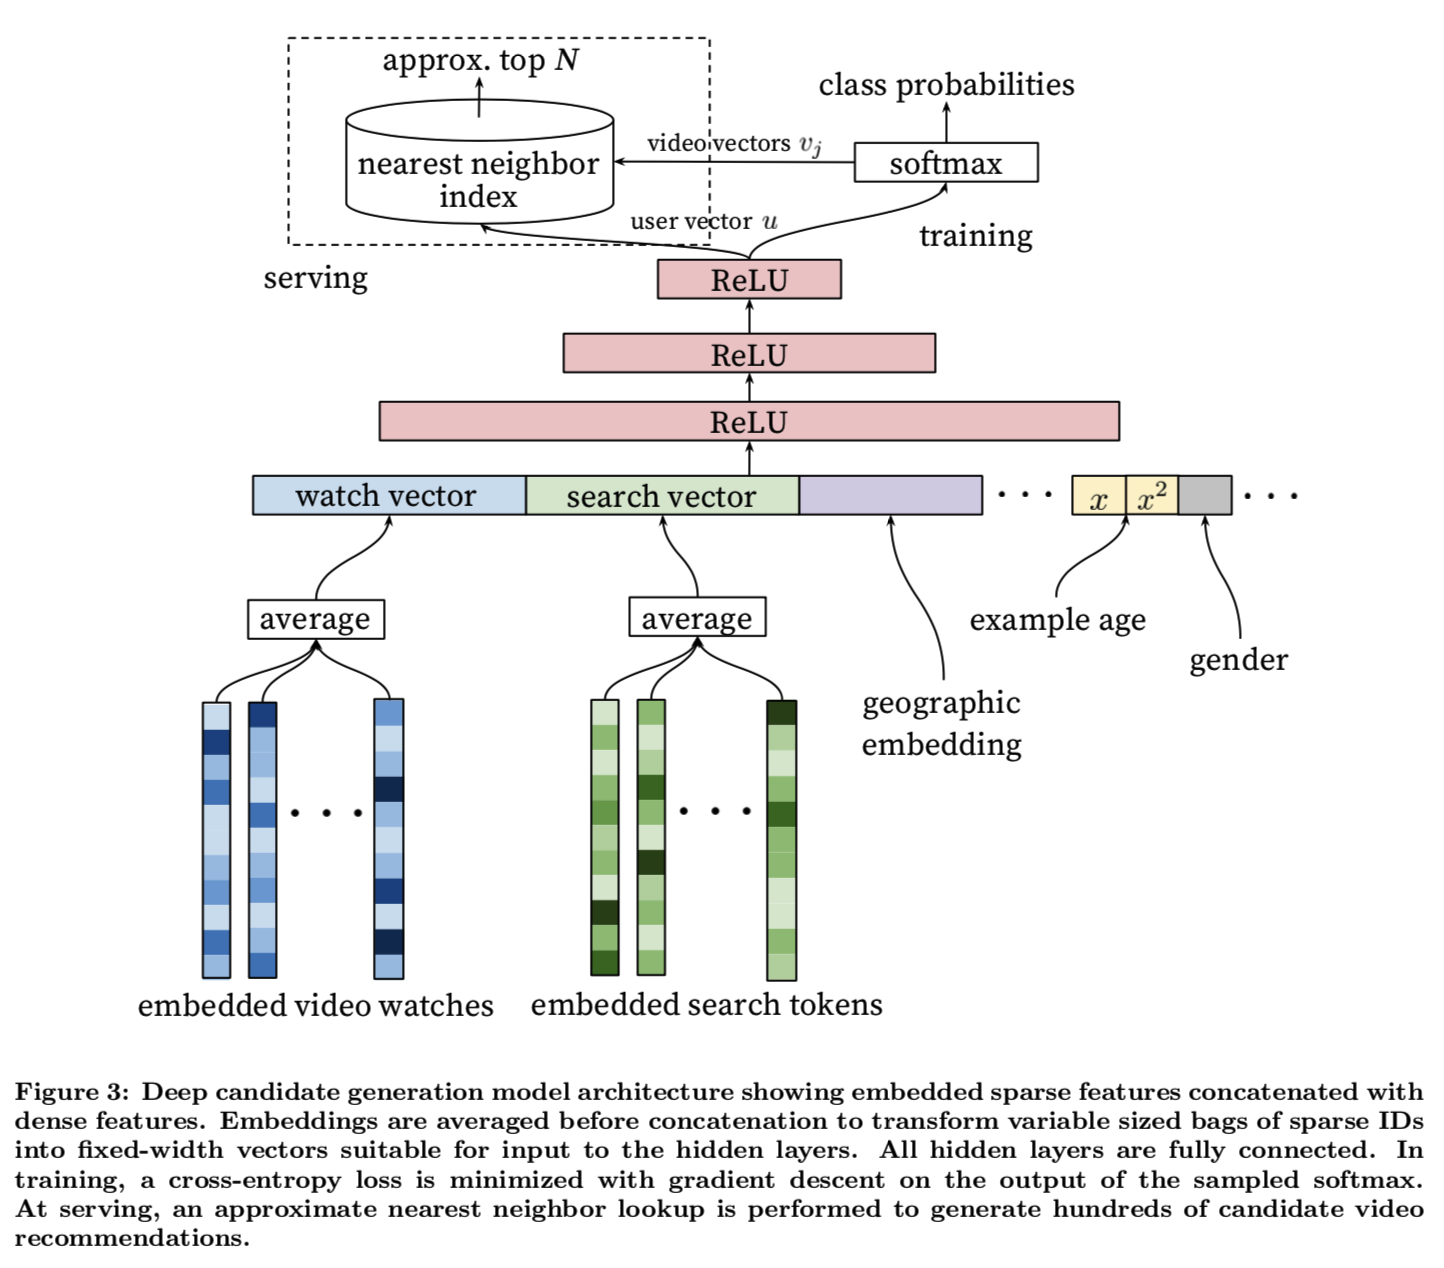 approx. top N
class probabilities
video vectors v_j
nearest neighbor
index
softmax
user vector u
training
serving
ReLU
ReLU
ReLU
watch vector
search vector
x
x²
average
average
example age
gender
geographic
embedding
embedded video watches
embedded search tokens
Figure 3: Deep candidate generation model architecture showing embedded sparse features concatenated with
dense features. Embeddings are averaged before concatenation to transform variable sized bags of sparse IDs
into fixed-width vectors suitable for input to the hidden layers. All hidden layers are fully connected. In
training, a cross-entropy loss is minimized with gradient descent on the output of the sampled softmax.
At serving, an approximate nearest neighbor lookup is performed to generate hundreds of candidate video
recommendations.